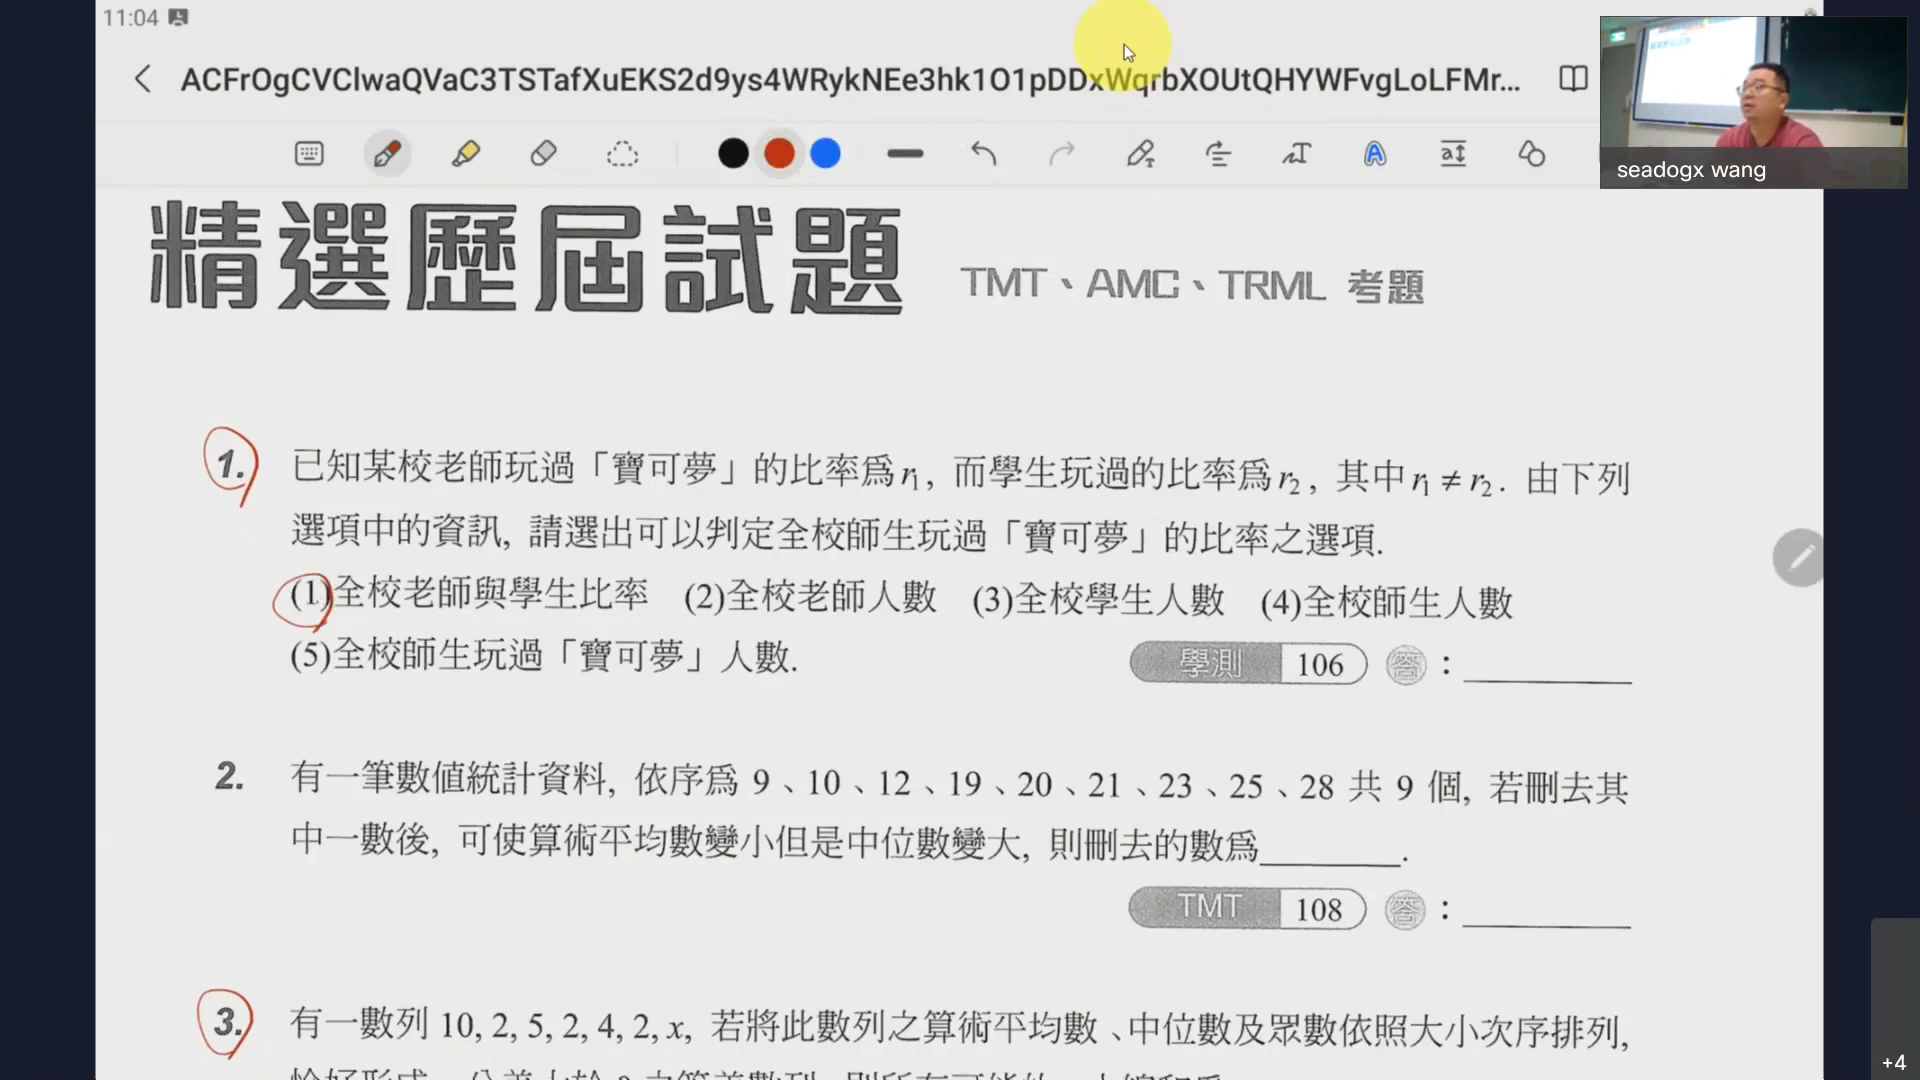 11:04
ACFrOgCVClwaQVaC3TSTafXuEKS2d9ys4WRykNEe3hk1O1pDDxWqrbXOUtQHYWFvgLoLFMr...
seadogx wang
精選歷屆試題 TMT、AMC、TRML 考題
1. 已知某校老師玩過「寶可夢」的比率為 r₁, 而學生玩過的比率為 r₂, 其中 r₁ ≠ r₂. 由下列
選項中的資訊, 請選出可以判定全校師生玩過「寶可夢」的比率之選項.
(1)全校老師與學生比率 (2)全校老師人數 (3)全校學生人數 (4)全校師生人數
(5)全校師生玩過「寶可夢」人數. 學測 106 答：
2. 有一筆數值統計資料, 依序為 9、10、12、19、20、21、23、25、28 共 9 個, 若刪去其
中一數後, 可使算術平均數變小但是中位數變大, 則刪去的數為________.
TMT 108 答：
3. 有一數列 10, 2, 5, 2, 4, 2, x, 若將此數列之算術平均數、中位數及眾數依照大小次序排列,
+4